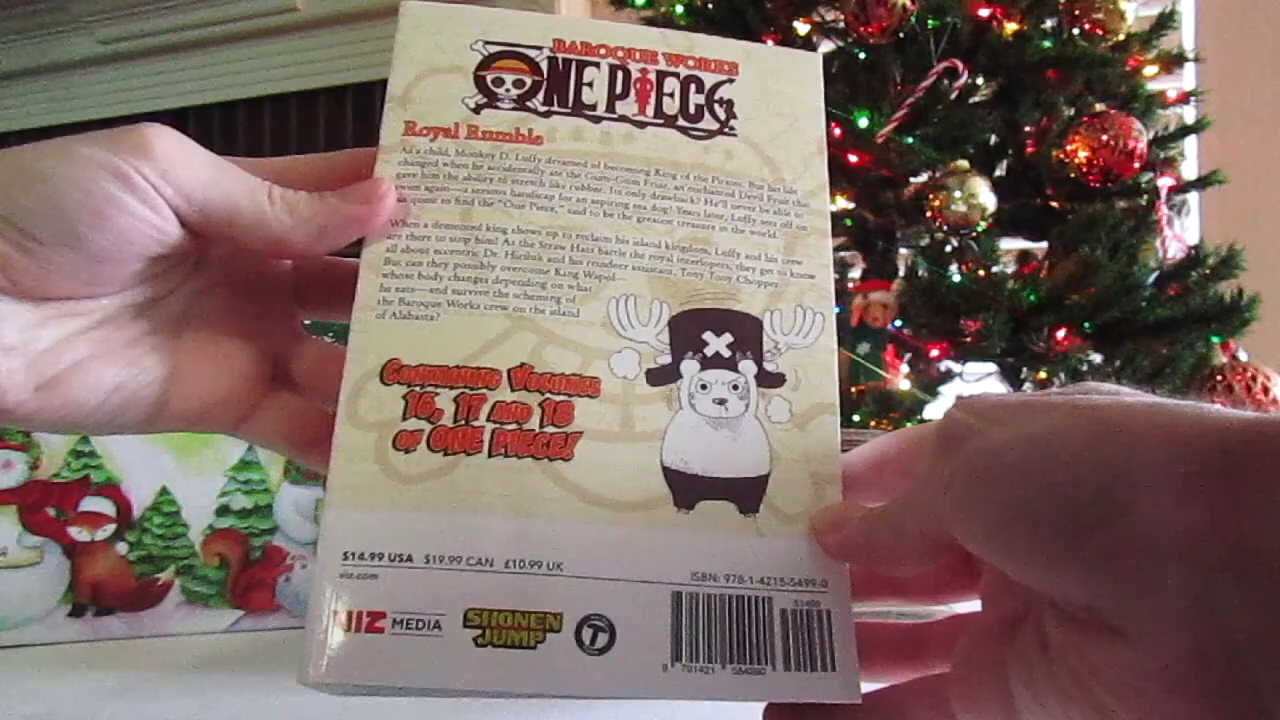 BAROQUE WORKS
ONE PIECE
Royal Rumble
As a child, Monkey D. Luffy dreamed of becoming King of the Pirates. But his life
changed when he accidentally ate the Gum-Gum Fruit, an enchanted Devil Fruit that
gave him the ability to stretch like rubber. Its only drawback? He'll never be able to
swim again—a serious handicap for an aspiring sea dog! Years later, Luffy sets off on
his quest to find the "One Piece," said to be the greatest treasure in the world.
When a demented king shows up to reclaim his island kingdom, Luffy and his crew
are there to stop him! As the Straw Hats battle the royal interlopers, they get to know
all about eccentric Dr. Hiriluk and his reindeer assistant, Tony Tony Chopper.
But can they possibly overcome King Wapol—
whose body changes depending on what
he eats—and survive the scheming of
the Baroque Works crew on the island
of Alabasta?
CONTAINING VOLUMES
16, 17 AND 18
OF ONE PIECE!
$14.99 USA $19.99 CAN £10.99 UK
viz.com
ISBN: 978-1-4215-5499-0
VIZ MEDIA
SHONEN
JUMP
T